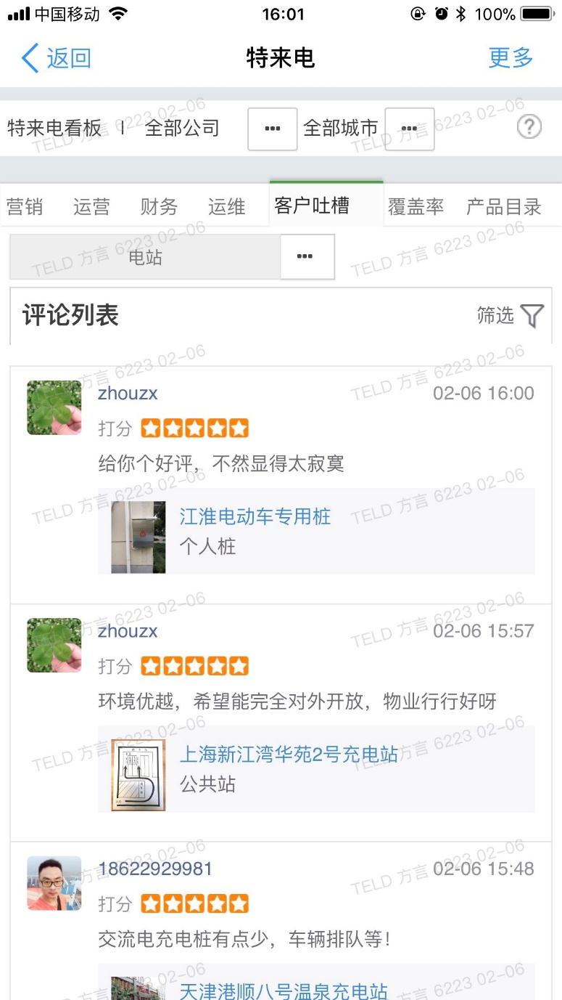 中国移动 16:01 100%
返回 特来电 更多
特来电看板 | 全部公司 ••• 全部城市 ••• ?
营销 运营 财务 运维 客户吐槽 覆盖率 产品目录
电站 •••
评论列表 筛选
zhouzx 02-06 16:00
打分
给你个好评，不然显得太寂寞
江淮电动车专用桩
个人桩
zhouzx 02-06 15:57
打分
环境优越，希望能完全对外开放，物业行行好呀
上海新江湾华苑2号充电站
公共站
18622929981 02-06 15:48
打分
交流电充电桩有点少，车辆排队等！
天津港顺八号温泉充电站
TELD 方言 6223 02-06